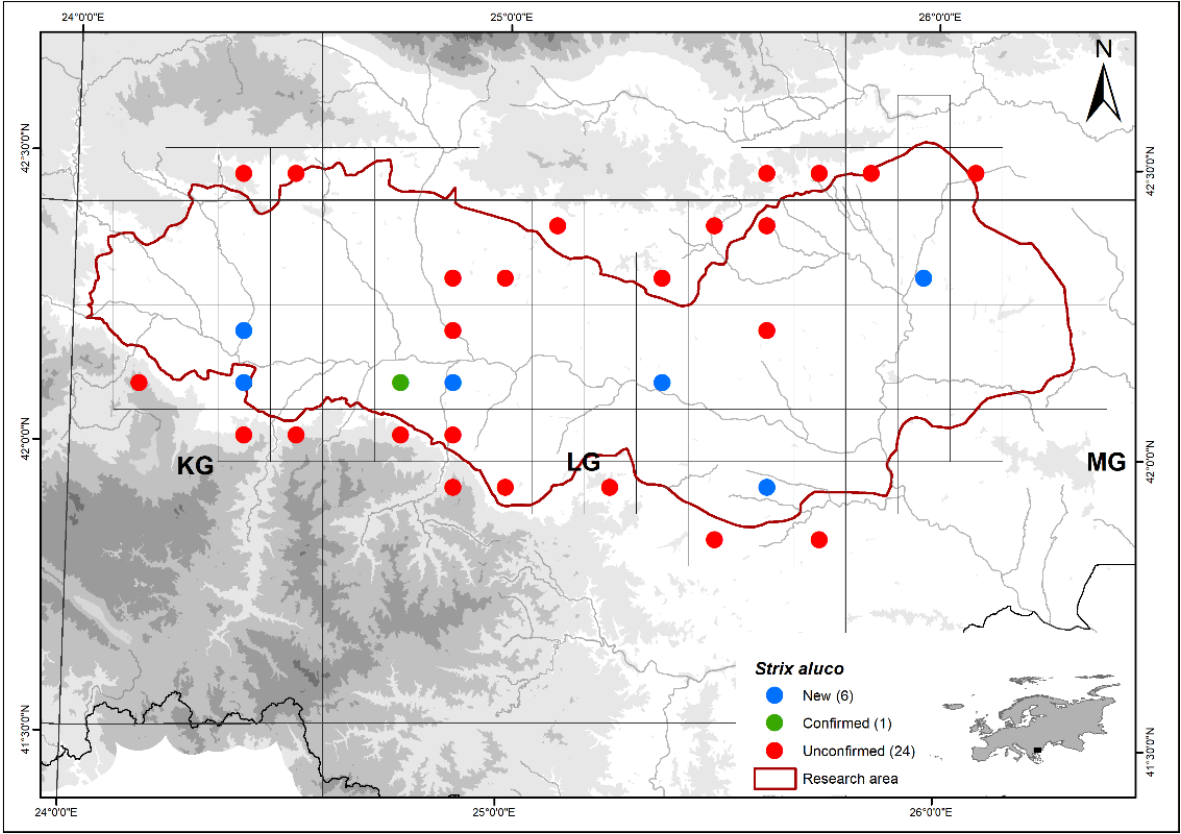 24°0'0"E 25°0'0"E 26°0'0"E
N
42°30'0"N 42°30'0"N
42°0'0"N 42°0'0"N
KG LG MG
Strix aluco
New (6)
Confirmed (1)
Unconfirmed (24)
Research area
41°30'0"N 41°30'0"N
24°0'0"E 25°0'0"E 26°0'0"E